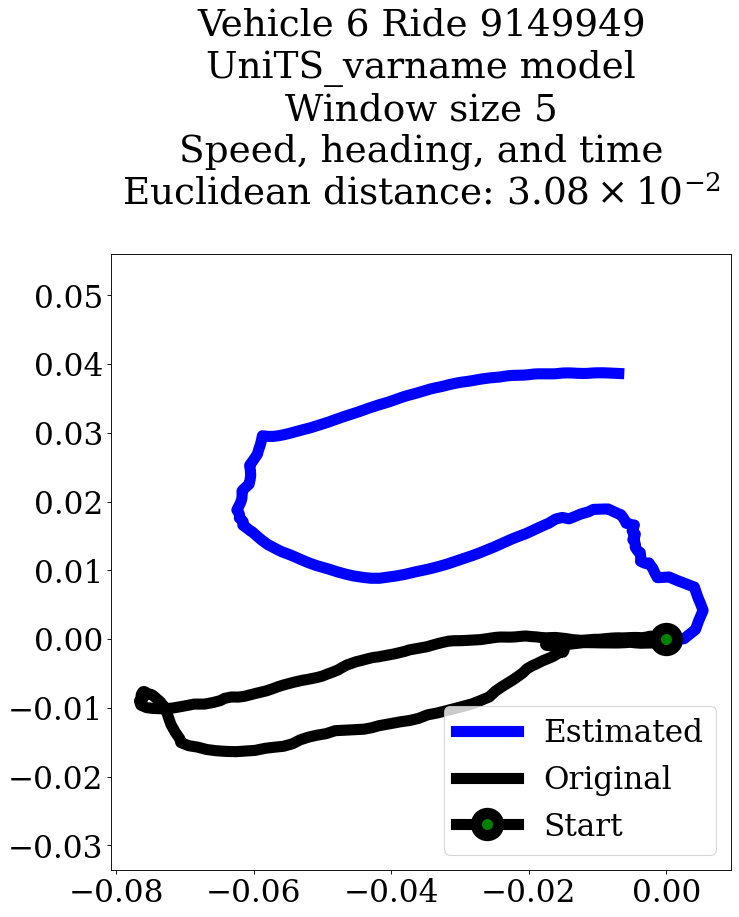 Vehicle 6 Ride 9149949
UniTS_varname model
Window size 5
Speed, heading, and time
Euclidean distance: 3.08 × 10⁻²
0.05
0.04
0.03
0.02
0.01
0.00
−0.01
−0.02
−0.03
Estimated
Original
Start
−0.08 −0.06 −0.04 −0.02 0.00